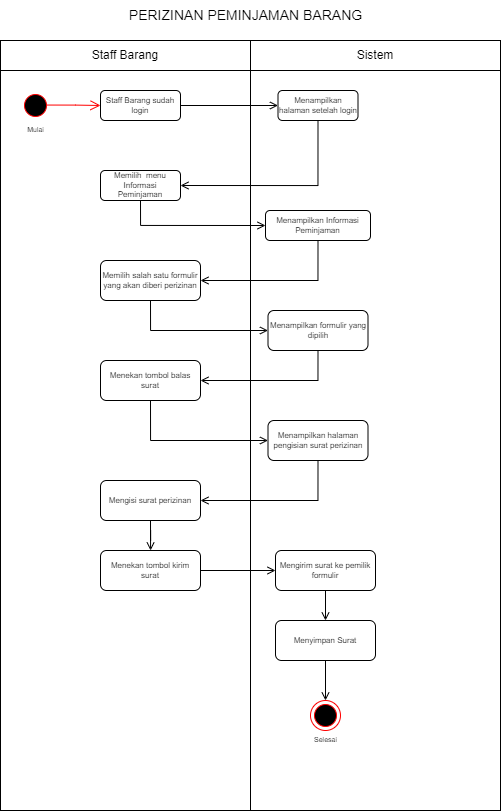 PERIZINAN PEMINJAMAN BARANG
Staff Barang
Sistem
Mulai
Staff Barang sudah
login
Menampilkan
halaman setelah login
Memilih menu
Informasi
Peminjaman
Menampilkan Informasi
Peminjaman
Memilih salah satu formulir
yang akan diberi perizinan
Menampilkan formulir yang
dipilih
Menekan tombol balas
surat
Menampilkan halaman
pengisian surat perizinan
Mengisi surat perizinan
Menekan tombol kirim
surat
Mengirim surat ke pemilik
formulir
Menyimpan Surat
Selesai